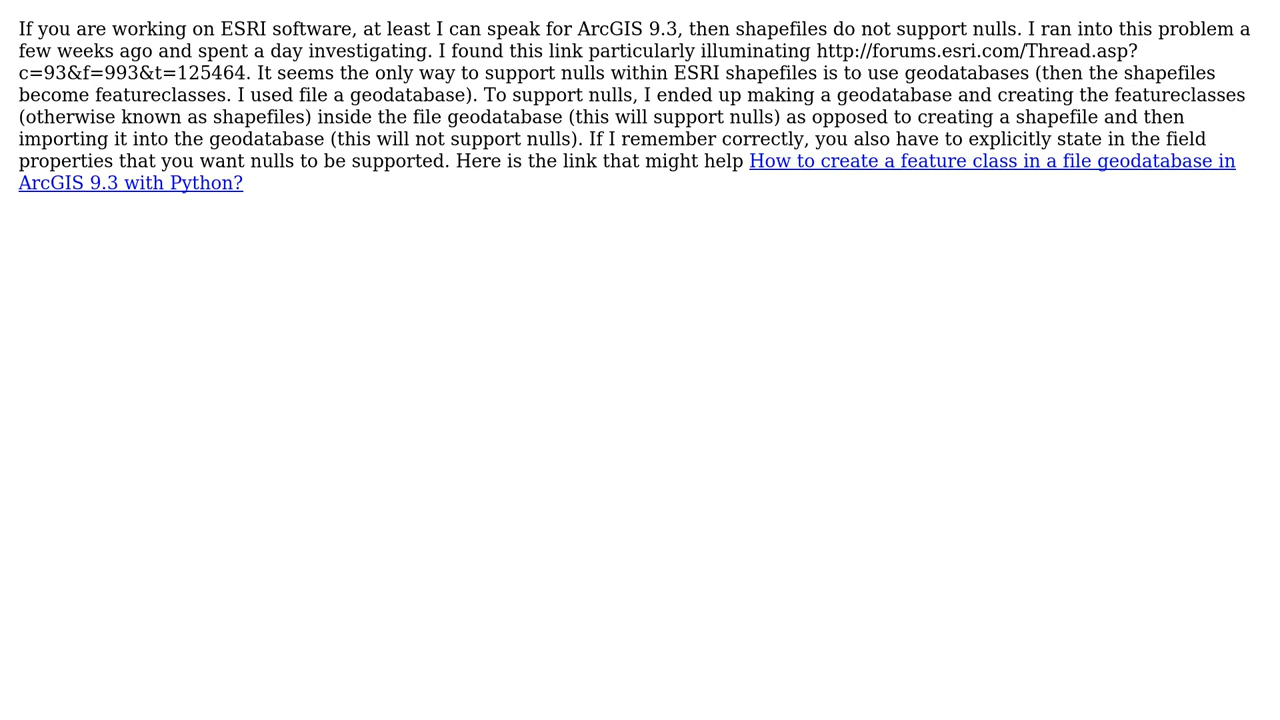 If you are working on ESRI software, at least I can speak for ArcGIS 9.3, then shapefiles do not support nulls. I ran into this problem a
few weeks ago and spent a day investigating. I found this link particularly illuminating http://forums.esri.com/Thread.asp?
c=93&f=993&t=125464. It seems the only way to support nulls within ESRI shapefiles is to use geodatabases (then the shapefiles
become featureclasses. I used file a geodatabase). To support nulls, I ended up making a geodatabase and creating the featureclasses
(otherwise known as shapefiles) inside the file geodatabase (this will support nulls) as opposed to creating a shapefile and then
importing it into the geodatabase (this will not support nulls). If I remember correctly, you also have to explicitly state in the field
properties that you want nulls to be supported. Here is the link that might help How to create a feature class in a file geodatabase in
ArcGIS 9.3 with Python?